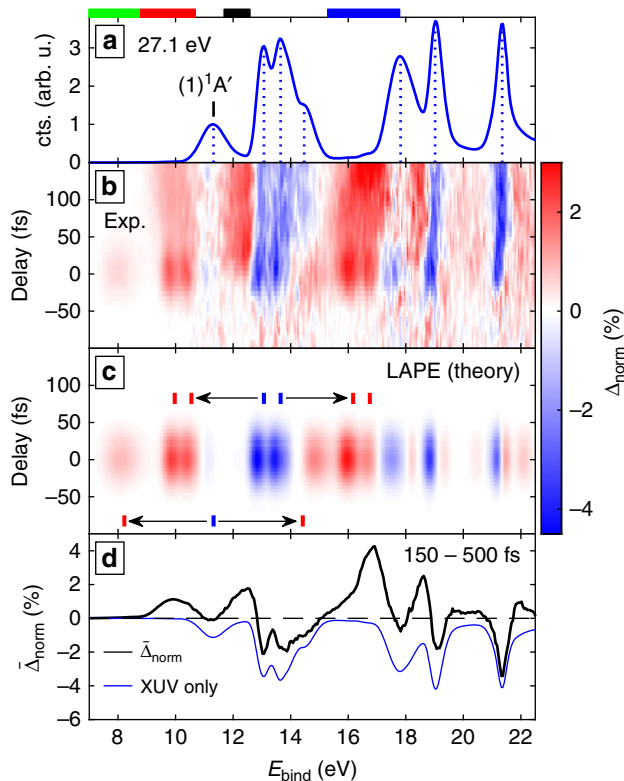 a
27.1 eV
(1)¹A′
cts. (arb. u.)
3
2
1
0
b
Exp.
Delay (fs)
100
50
0
−50
c
LAPE (theory)
Delay (fs)
100
50
0
−50
2
0
−2
−4
Δnorm (%)
d
150 – 500 fs
Δ̄norm (%)
4
2
0
−2
−4
−6
Δ̄norm
XUV only
8 10 12 14 16 18 20 22
Ebind (eV)